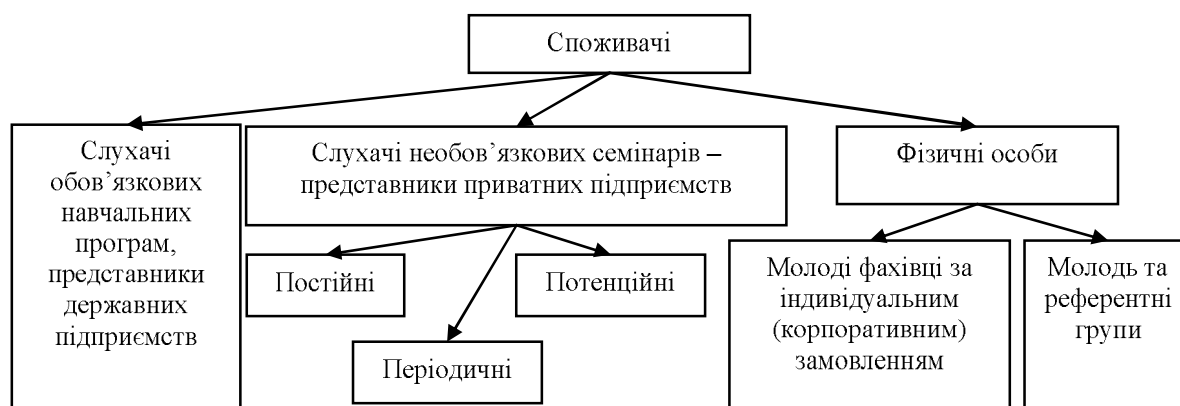 Споживачі
Слухачі
обов’язкових
навчальних
програм,
представники
державних
підприємств
Слухачі необов’язкових семінарів –
представники приватних підприємств
Фізичні особи
Постійні
Потенційні
Періодичні
Молоді фахівці за
індивідуальним
(корпоративним)
замовленням
Молодь та
референтні
групи